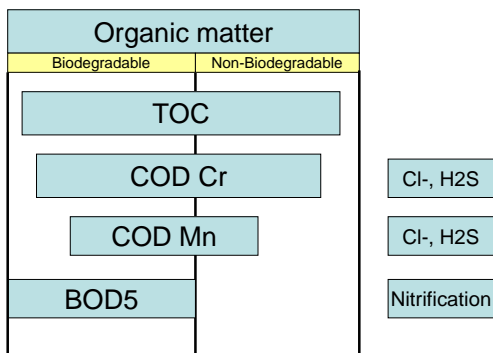 Organic matter
Biodegradable Non-Biodegradable
TOC
COD Cr Cl-, H2S
COD Mn Cl-, H2S
BOD5 Nitrification